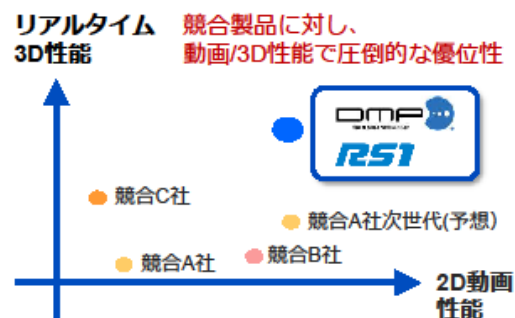 リアルタイム
3D性能
競合製品に対し、
動画/3D性能で圧倒的な優位性
DMP
RS1
競合C社
競合A社次世代(予想)
競合A社
競合B社
2D動画
性能